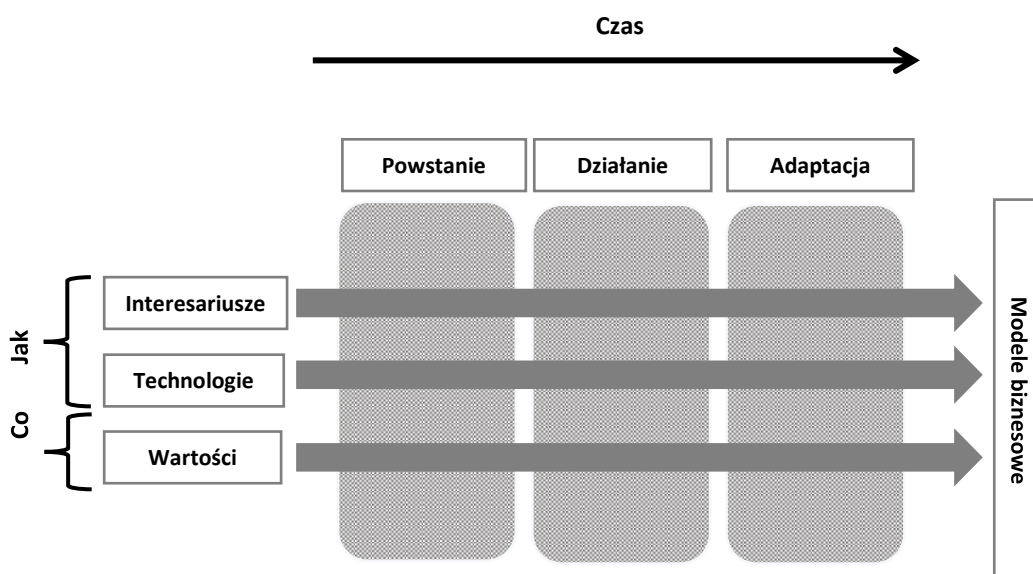 Czas
Powstanie
Działanie
Adaptacja
Jak
Interesariusze
Technologie
Co
Wartości
Modele biznesowe